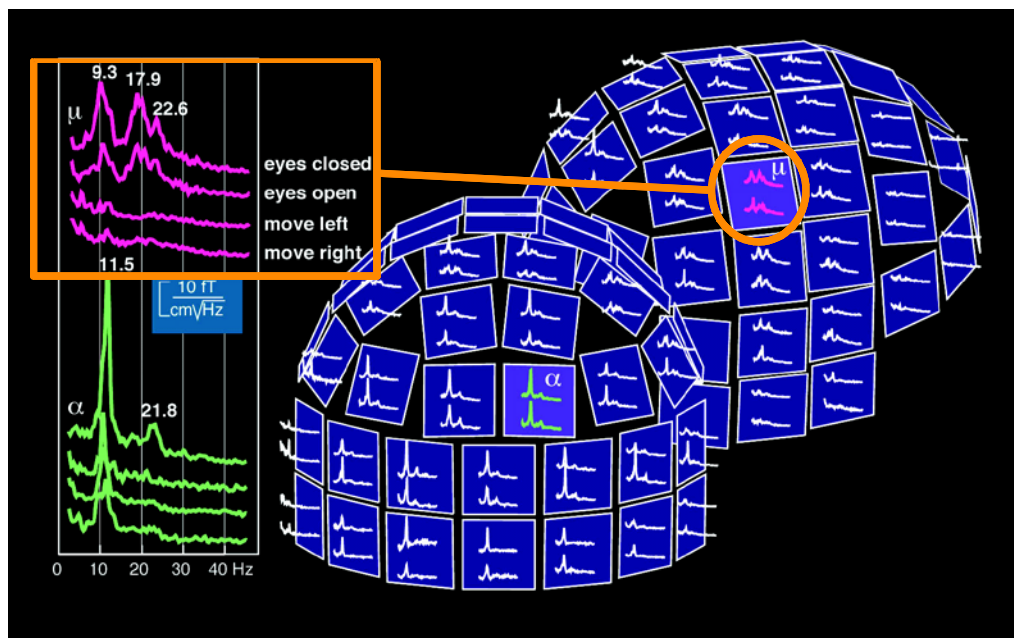 9.3 17.9
22.6
μ
eyes closed
eyes open
move left
move right
11.5
10 fT
cm√Hz
α
21.8
0 10 20 30 40 Hz
μ
α